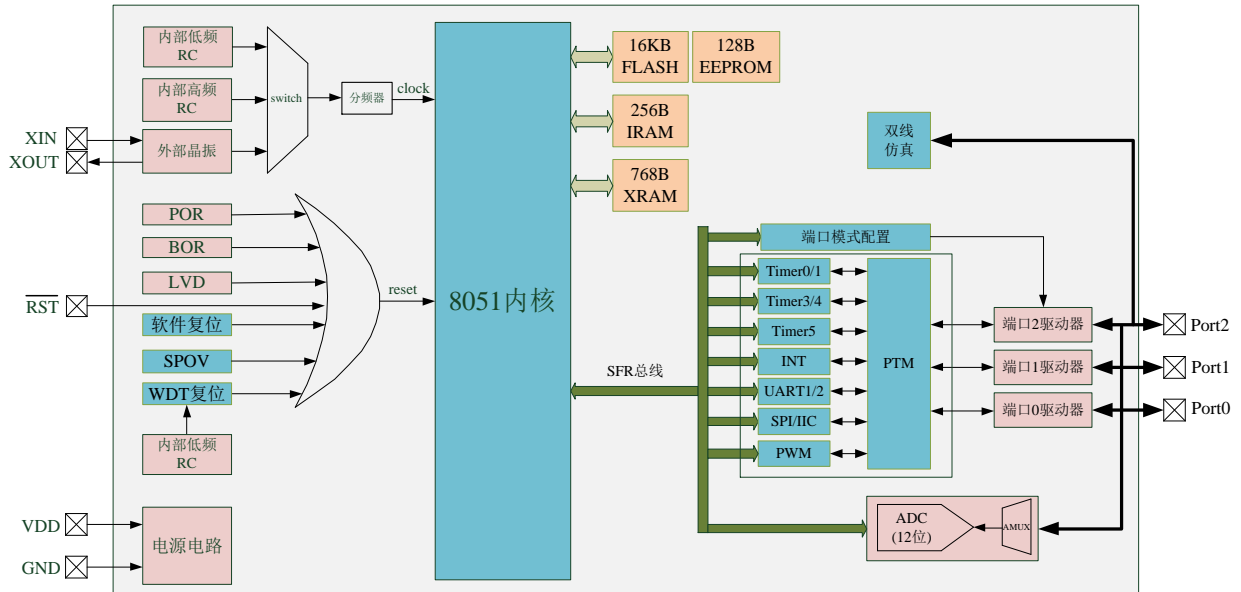 内部低频
RC
内部高频
RC
外部晶振
XIN
XOUT
switch
分频器
clock
POR
BOR
LVD
RST
软件复位
SPOV
WDT复位
内部低频
RC
reset
VDD
GND
电源电路
8051内核
16KB
FLASH
128B
EEPROM
256B
IRAM
768B
XRAM
双线
仿真
SFR总线
端口模式配置
Timer0/1
Timer3/4
Timer5
INT
UART1/2
SPI/IIC
PWM
PTM
端口2驱动器
端口1驱动器
端口0驱动器
Port2
Port1
Port0
ADC
(12位)
AMUX